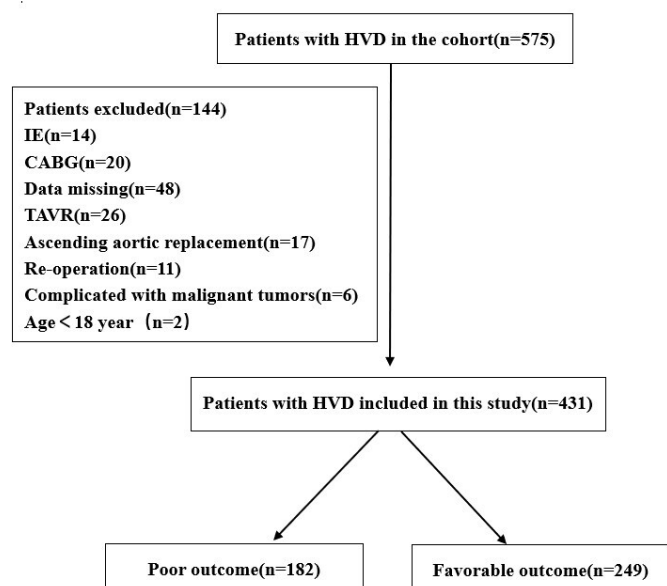 Patients with HVD in the cohort(n=575)
Patients excluded(n=144)
IE(n=14)
CABG(n=20)
Data missing(n=48)
TAVR(n=26)
Ascending aortic replacement(n=17)
Re-operation(n=11)
Complicated with malignant tumors(n=6)
Age＜18 year（n=2）
Patients with HVD included in this study(n=431)
Poor outcome(n=182)
Favorable outcome(n=249)